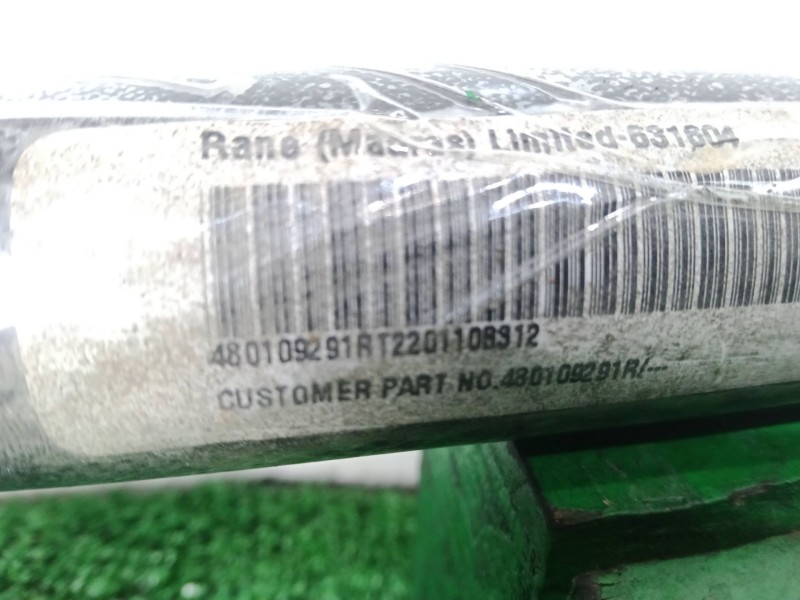 Rane (Madras) Limited-631604
480109291RT2201108312
CUSTOMER PART NO.480109291R/---